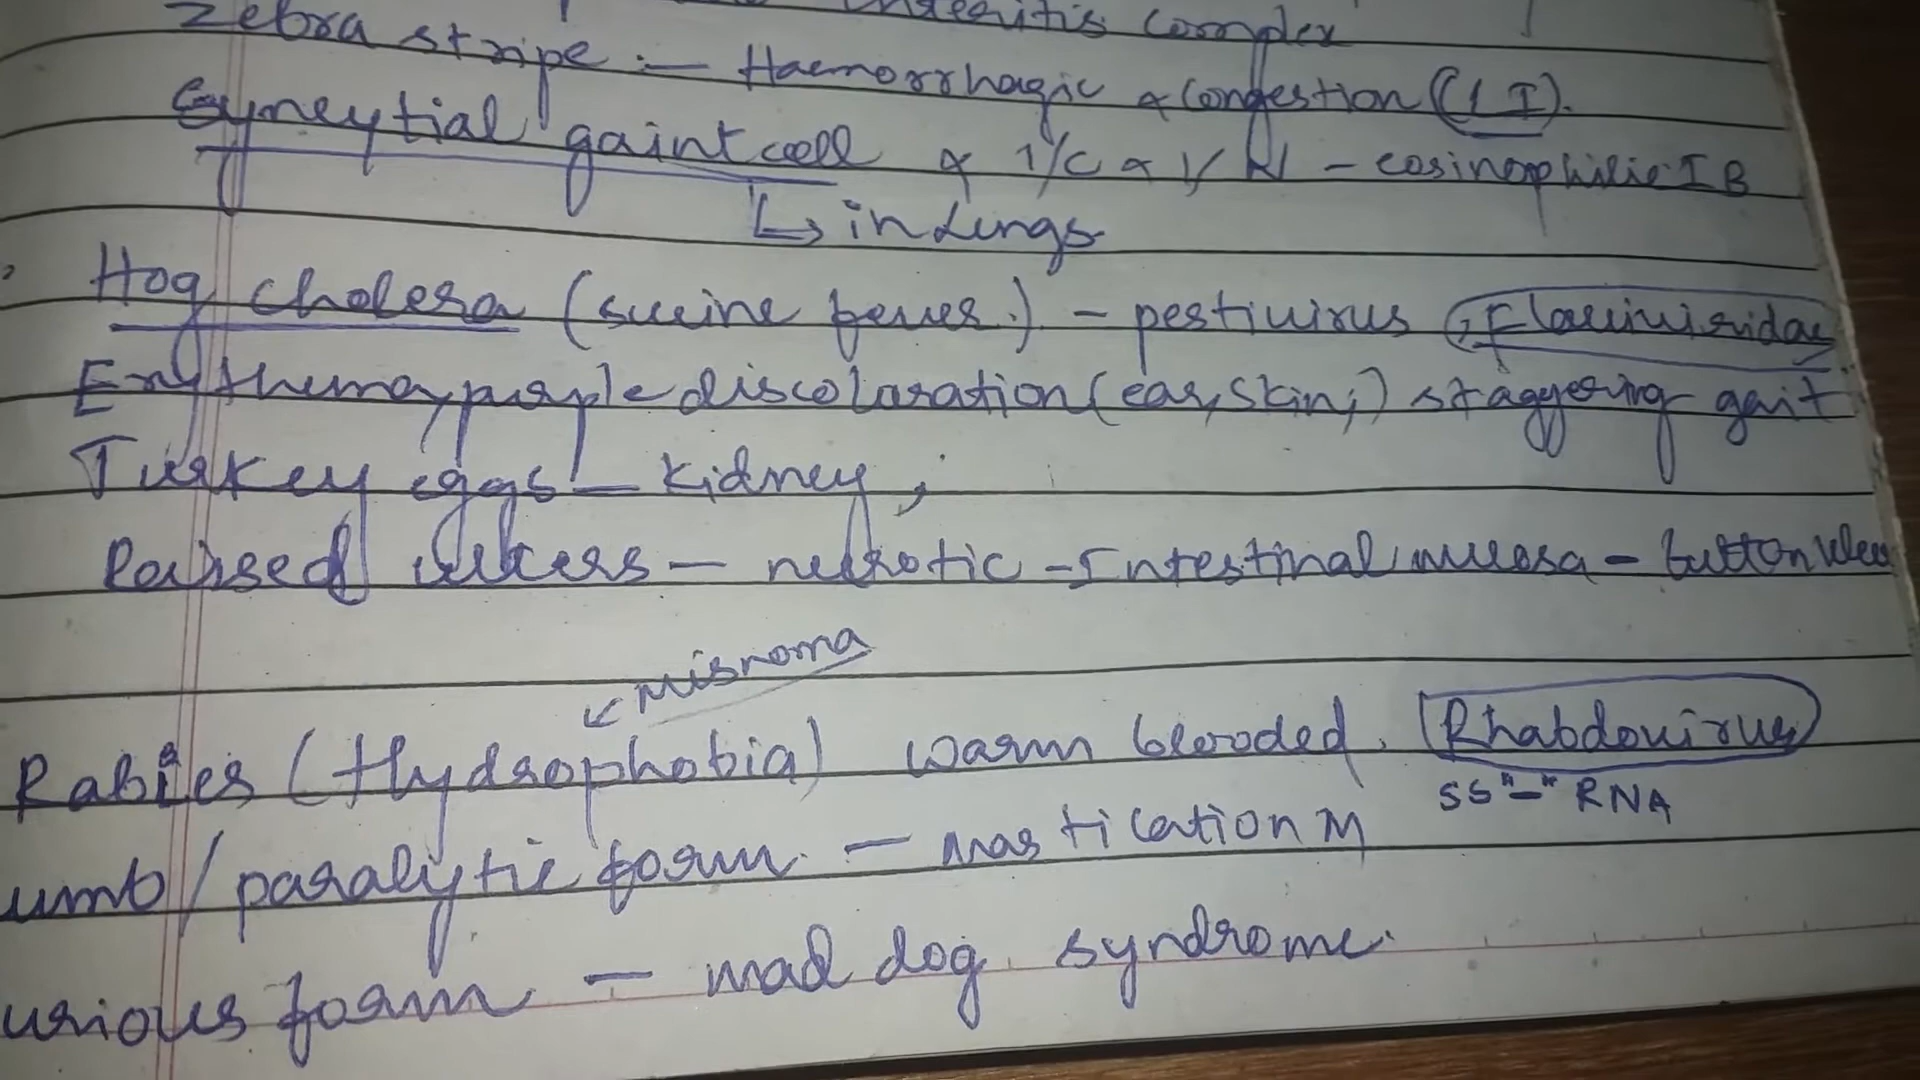 enteritis complex
Zebra stripe :- Haemorrhagic & Congestion (LI).
Syncytial gaint cell & I/C & I/N - eosinophilic IB
↳ in Lungs
Hog cholera (swine fever.) - pestivirus, Flaviviridae
Erythema, purple discolaration (ear, skin,) staggering gait
Turkey eggs - kidney,
Raised ulcers - necrotic - Intestinal mucosa - button ulcer
↙ misnoma
Rabies (Hydrophobia) warm blooded. Rhabdovirus
SS "-" RNA
umb/paralytic form. - mastication M
urious form - mad dog syndrome.